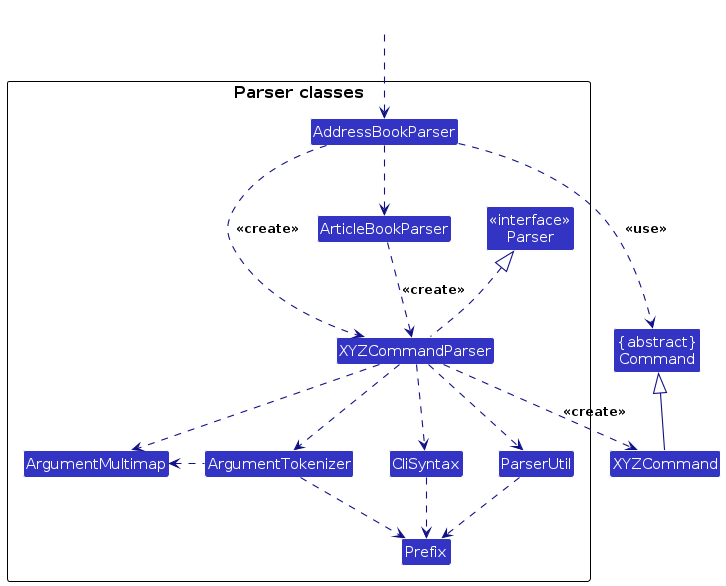 Parser classes
AddressBookParser
ArticleBookParser
«interface»
Parser
«create»
«use»
«create»
XYZCommandParser
{abstract}
Command
«create»
ArgumentMultimap
ArgumentTokenizer
CliSyntax
ParserUtil
XYZCommand
Prefix